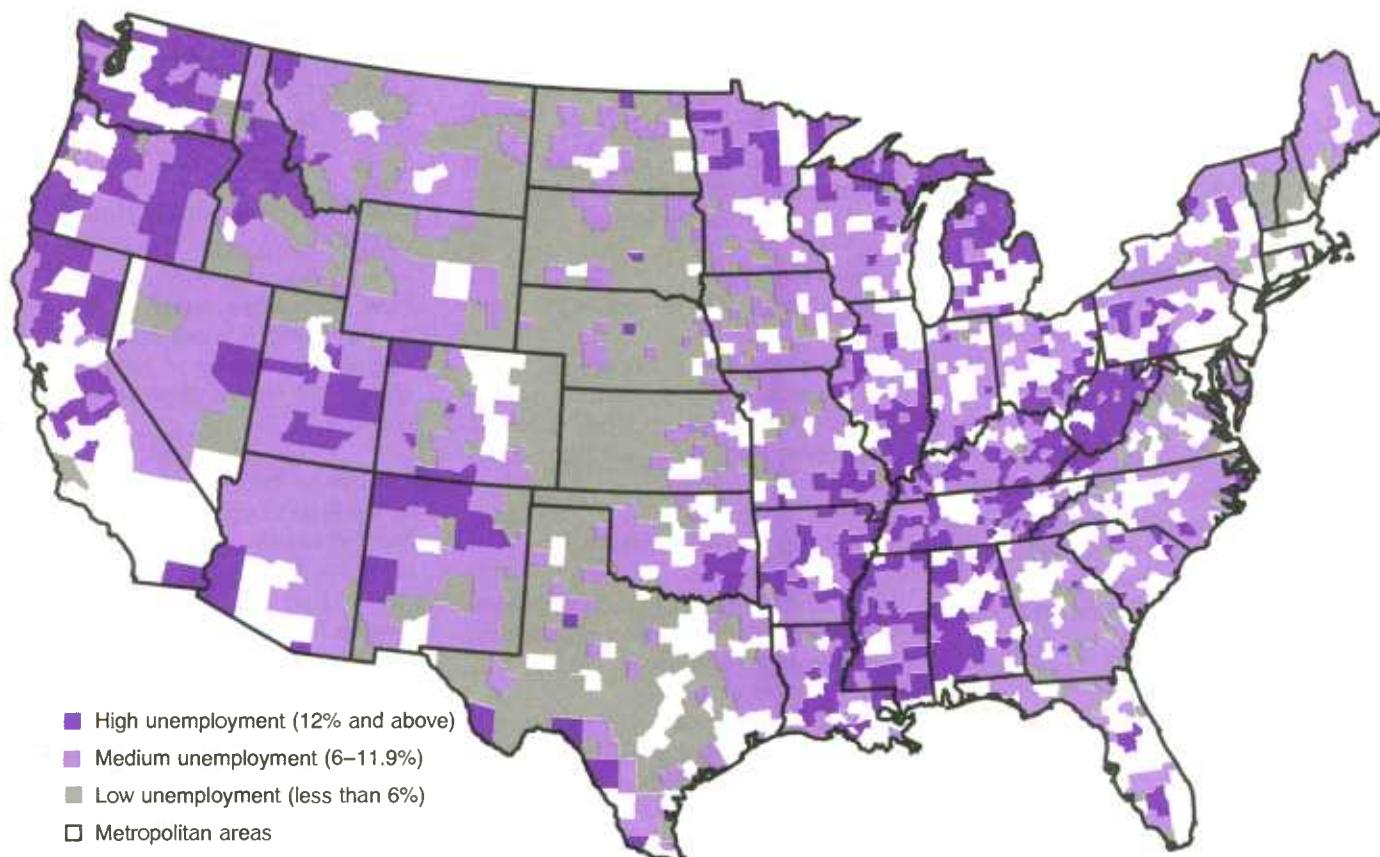 High unemployment (12% and above)
Medium unemployment (6–11.9%)
Low unemployment (less than 6%)
Metropolitan areas